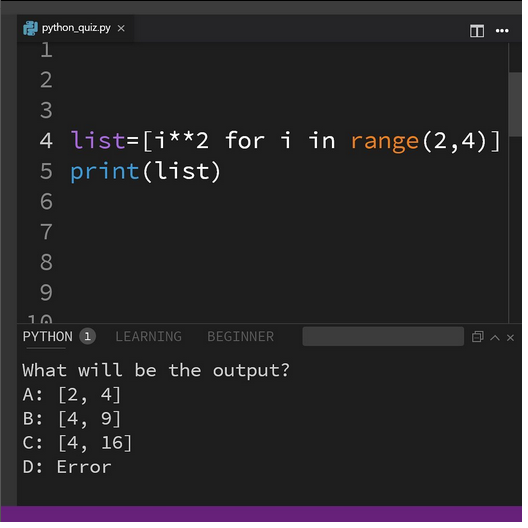 python_quiz.py
1
2
3
4 list=[i**2 for i in range(2,4)]
5 print(list)
6
7
8
9
10
PYTHON 1 LEARNING BEGINNER
What will be the output?
A: [2, 4]
B: [4, 9]
C: [4, 16]
D: Error